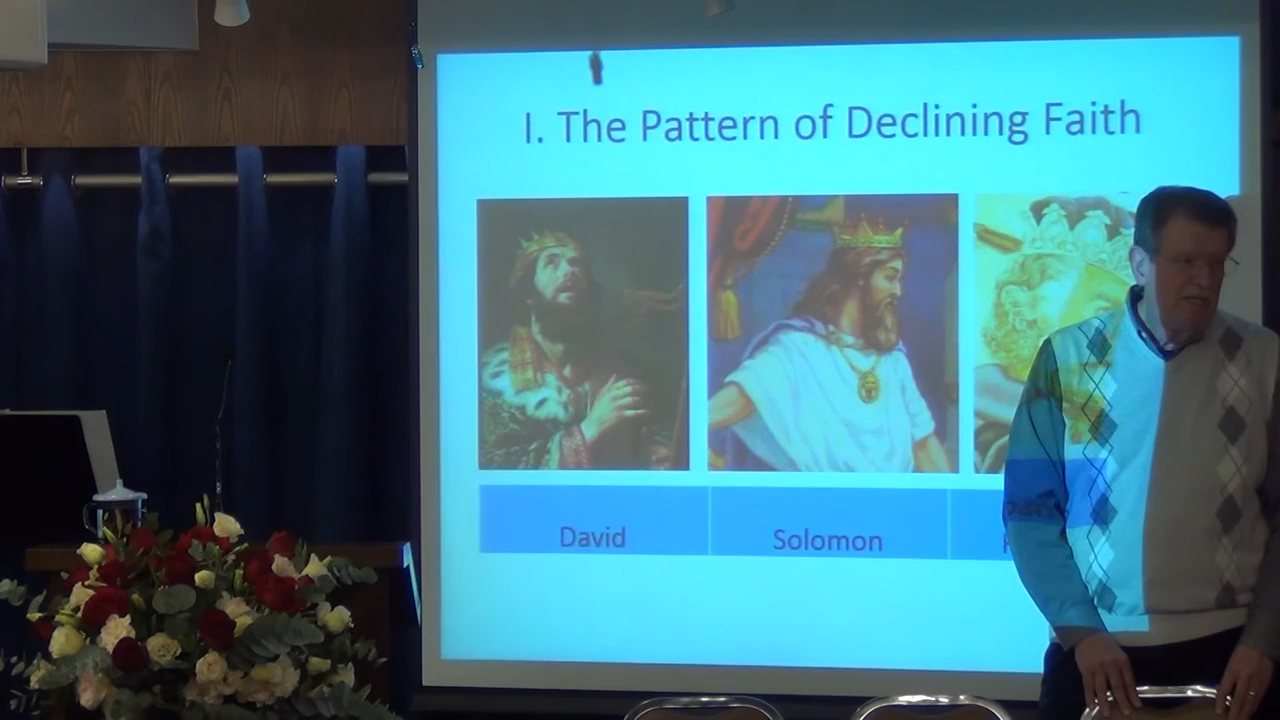 I. The Pattern of Declining Faith
David
Solomon